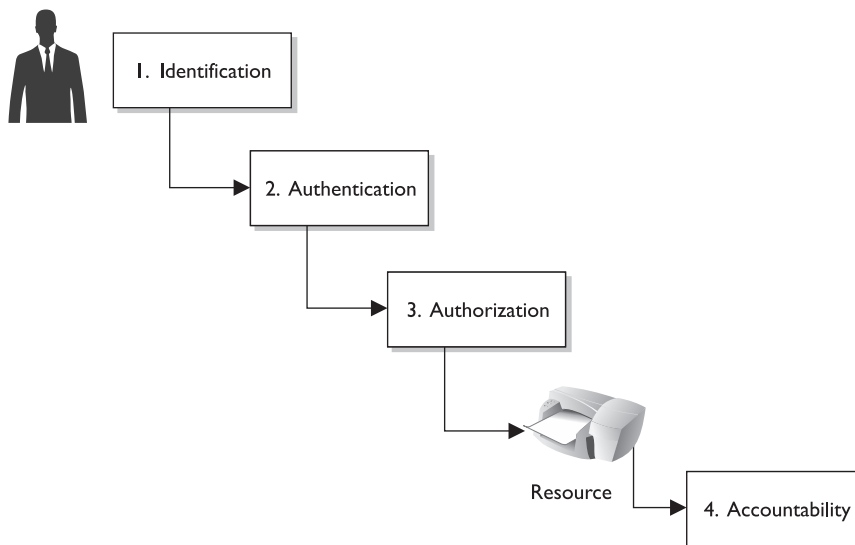 1. Identification
2. Authentication
3. Authorization
Resource
4. Accountability